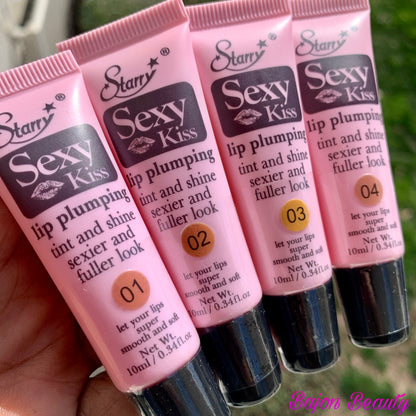 Starry®
Sexy
Kiss
lip plumping
tint and shine
sexier and
fuller look
01
let your lips
super
smooth and soft
Net Wt.
10ml/0.34fl.oz
Starry®
Sexy
Kiss
lip plumping
tint and shine
sexier and
fuller look
02
let your lips
super
smooth and soft
Net Wt.
10ml/0.34fl.oz
Starry®
Sexy
Kiss
lip plumping
tint and shine
sexier and
fuller look
03
let your lips
super
smooth and soft
Net Wt.
10ml/0.34fl.oz
Starry®
Sexy
Kiss
lip plumping
tint and shine
sexier and
fuller look
04
let your lips
super
smooth and soft
Net Wt.
10ml/0.34fl.oz
Beauty